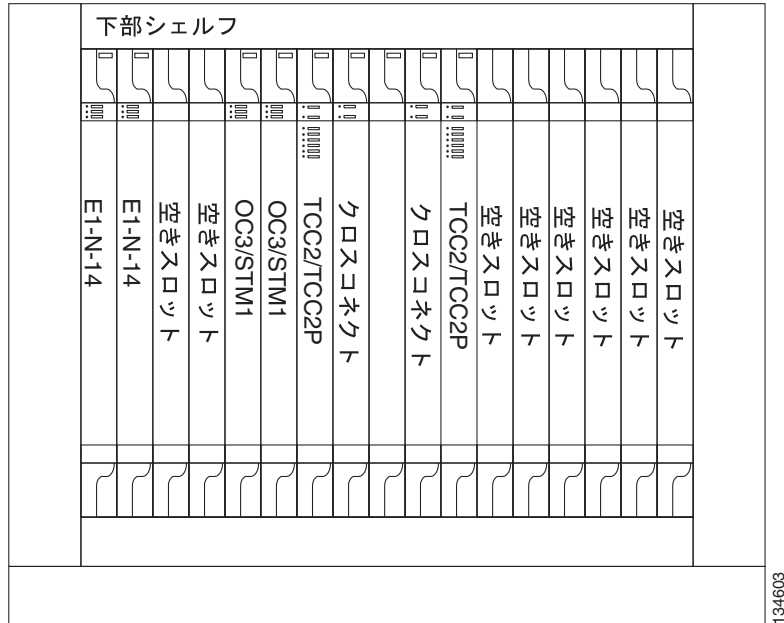 下部シェルフ
E1-N-14
E1-N-14
空きスロット
空きスロット
OC3/STM1
OC3/STM1
TCC2/TCC2P
クロスコネクト
クロスコネクト
TCC2/TCC2P
空きスロット
空きスロット
空きスロット
空きスロット
空きスロット
空きスロット
134603